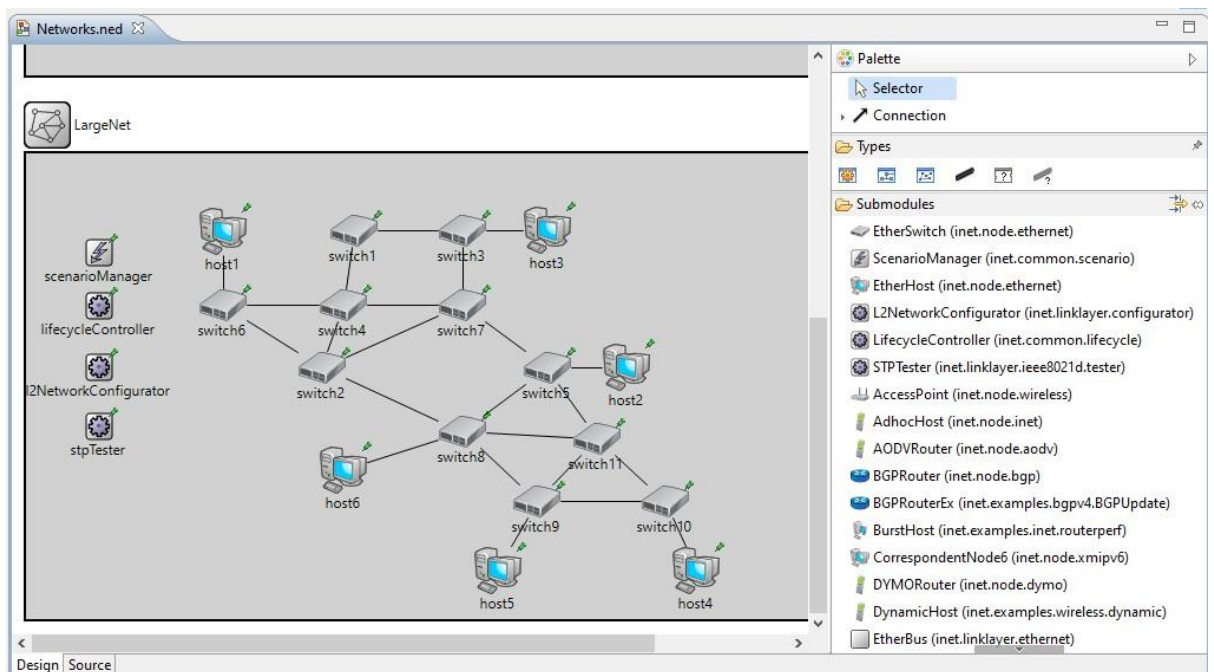 Networks.ned
LargeNet
host1
switch1
switch3
host3
scenarioManager
lifecycleController
switch6
switch4
switch7
l2NetworkConfigurator
switch2
switch5
host2
stpTester
switch8
switch11
host6
switch9
switch10
host5
host4
Design Source
Palette
Selector
Connection
Types
Submodules
EtherSwitch (inet.node.ethernet)
ScenarioManager (inet.common.scenario)
EtherHost (inet.node.ethernet)
L2NetworkConfigurator (inet.linklayer.configurator)
LifecycleController (inet.common.lifecycle)
STPTester (inet.linklayer.ieee8021d.tester)
AccessPoint (inet.node.wireless)
AdhocHost (inet.node.inet)
AODVRouter (inet.node.aodv)
BGPRouter (inet.node.bgp)
BGPRouterEx (inet.examples.bgpv4.BGPUpdate)
BurstHost (inet.examples.inet.routerperf)
CorrespondentNode6 (inet.node.xmipv6)
DYMORouter (inet.node.dymo)
DynamicHost (inet.examples.wireless.dynamic)
EtherBus (inet.linklayer.ethernet)